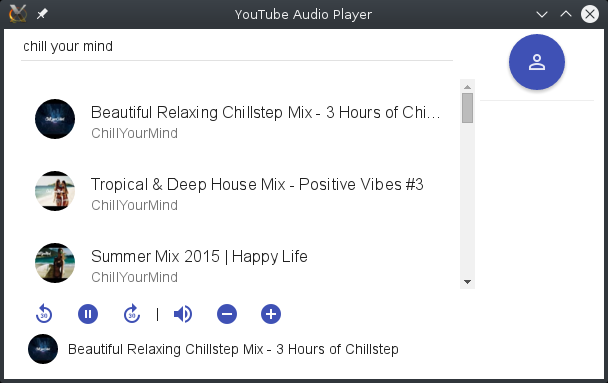 YouTube Audio Player
chill your mind
Beautiful Relaxing Chillstep Mix - 3 Hours of Chil...
ChillYourMind
Tropical & Deep House Mix - Positive Vibes #3
ChillYourMind
Summer Mix 2015 | Happy Life
ChillYourMind
30 30 |
Beautiful Relaxing Chillstep Mix - 3 Hours of Chillstep